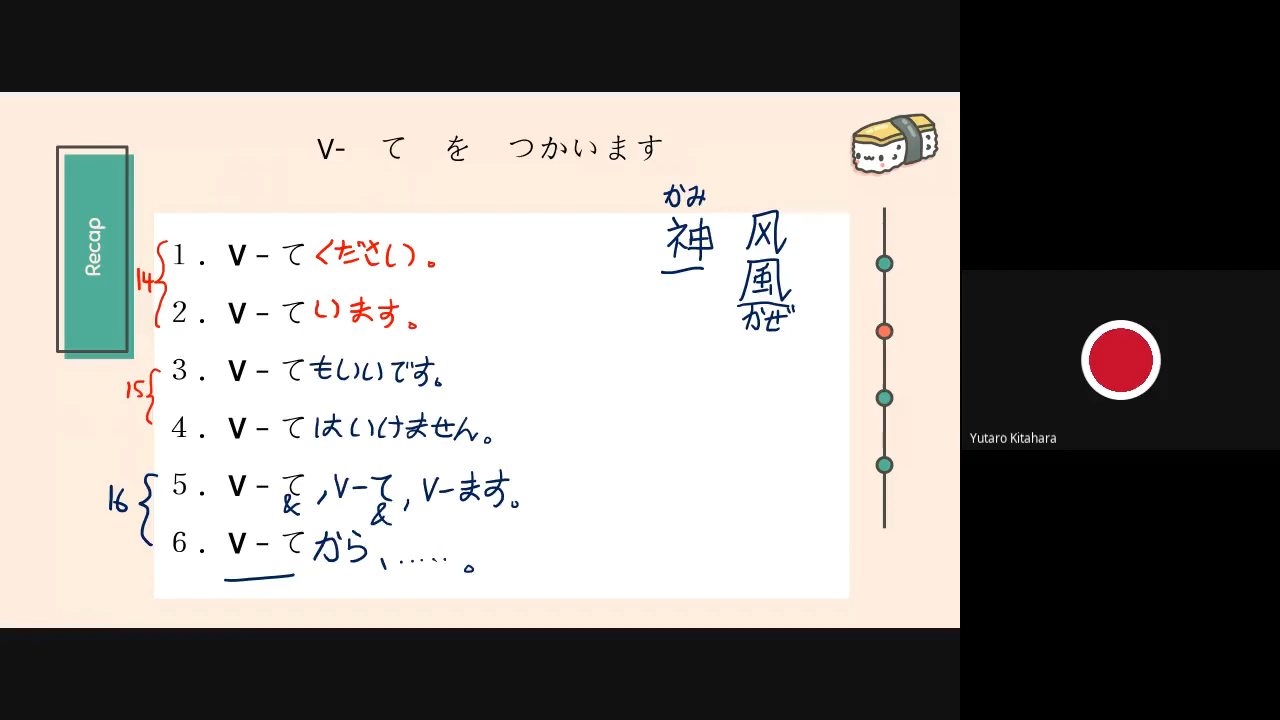 V- て を つかいます
Recap
かみ
神 风
風
かぜ
14
1. V-てください。
2. V-ています。
15
3. V-てもいいです。
4. V-てはいけません。
16
5. V-て, V-て, V-ます。
& &
6. V-てから、.....。
Yutaro Kitahara